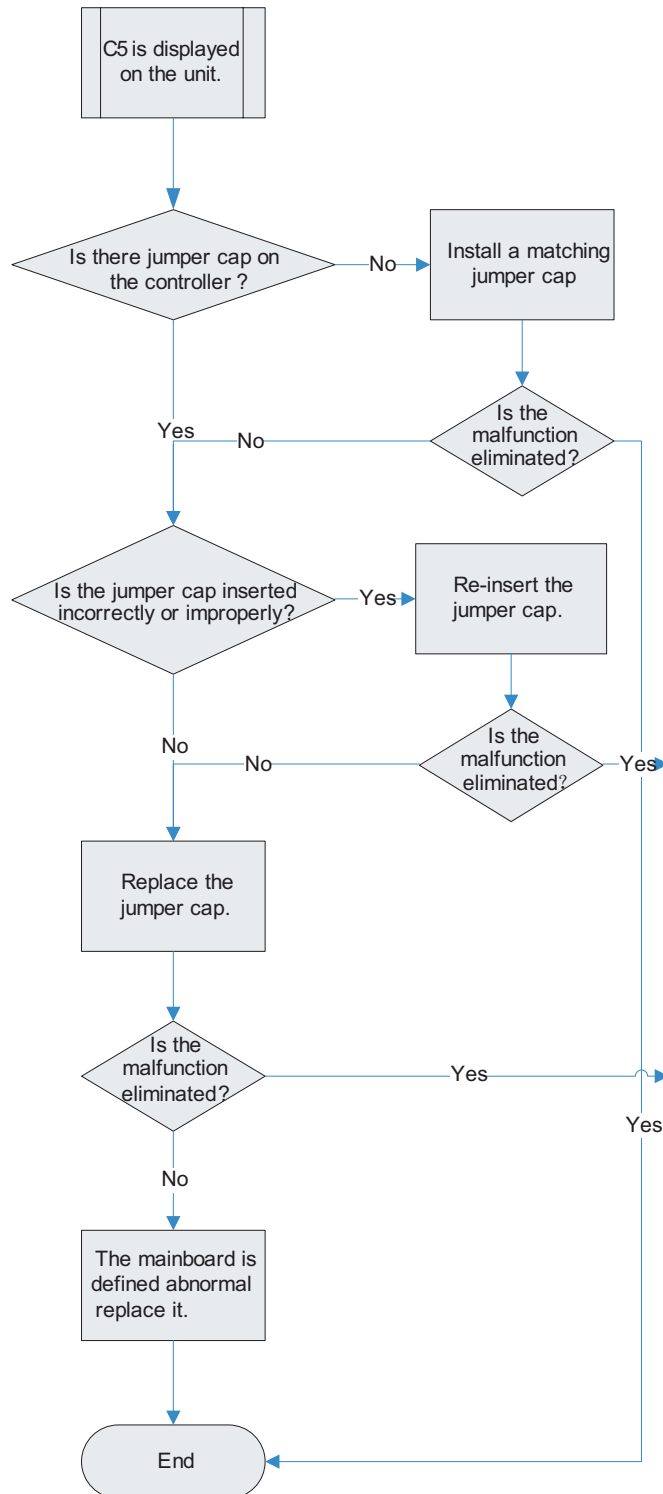 C5 is displayed
on the unit.
Is there jumper cap on
the controller ?
No
Install a matching
jumper cap
Yes
No
Is the
malfunction
eliminated?
Is the jumper cap inserted
incorrectly or improperly?
Yes
Re-insert the
jumper cap.
No
No
Is the
malfunction
eliminated?
Yes
Replace the
jumper cap.
Is the
malfunction
eliminated?
Yes
Yes
No
The mainboard is
defined abnormal
replace it.
End